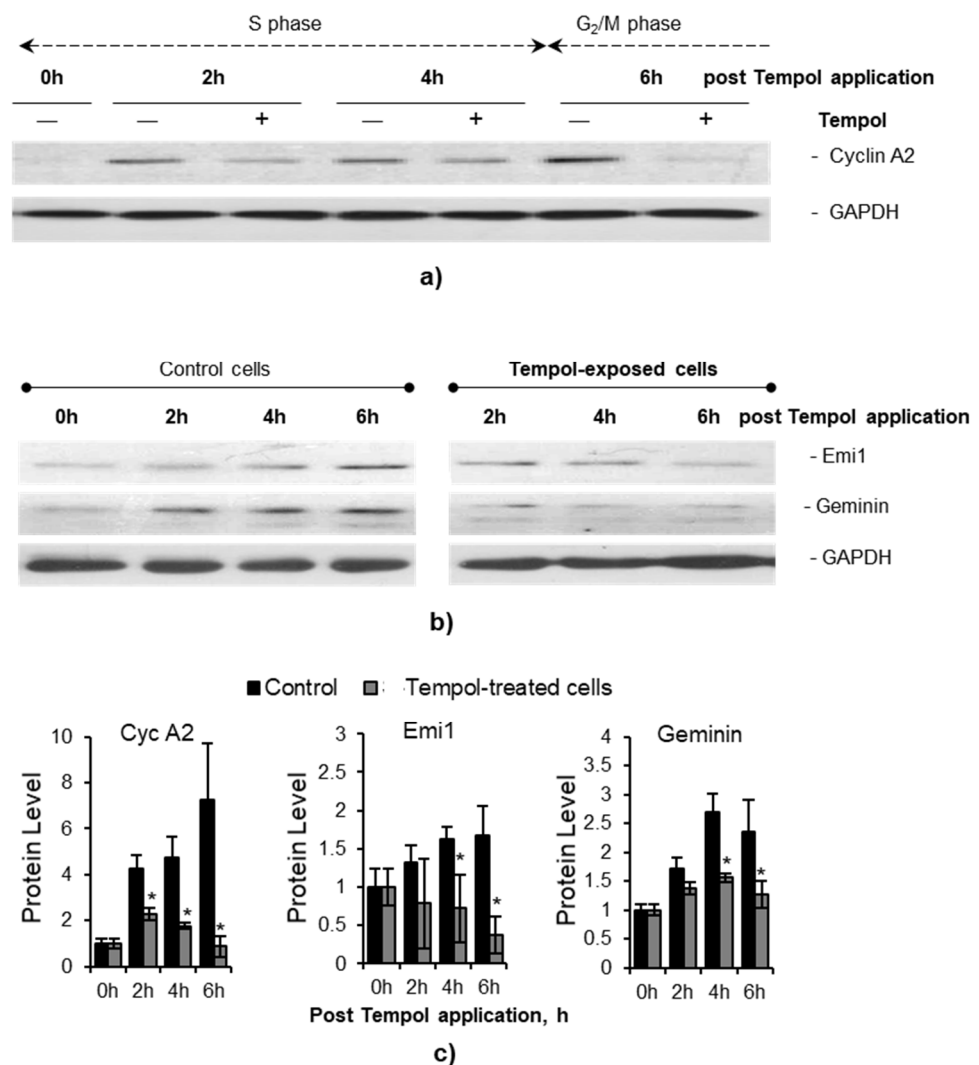 S phase G₂/M phase
0h 2h 4h 6h post Tempol application
— — + — + — + Tempol
- Cyclin A2
- GAPDH
a)
Control cells Tempol-exposed cells
0h 2h 4h 6h 2h 4h 6h post Tempol application
- Emi1
- Geminin
- GAPDH
b)
Control Tempol-treated cells
Cyc A2 Emi1 Geminin
Protein Level Protein Level Protein Level
10
8
6
4
2
0
3
2.5
2
1.5
1
0.5
0
4
3.5
3
2.5
2
1.5
1
0.5
0
* * *
* *
* *
0h 2h 4h 6h 0h 2h 4h 6h 0h 2h 4h 6h
Post Tempol application, h
c)